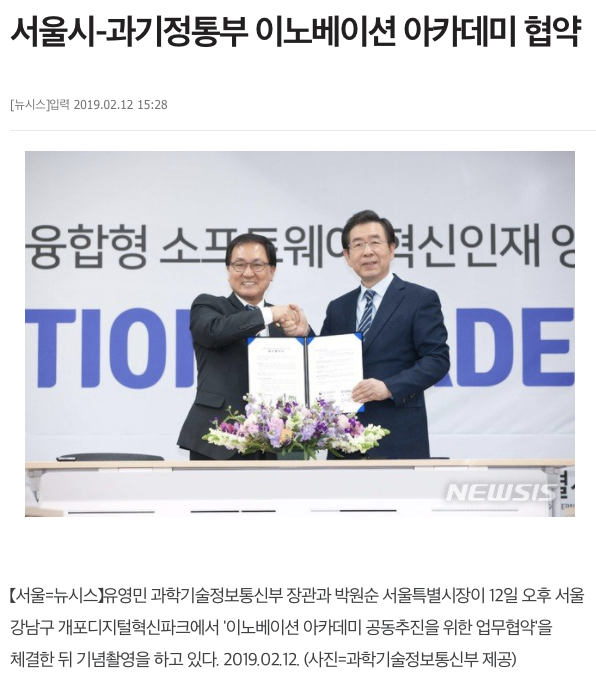 서울시-과기정통부 이노베이션 아카데미 협약
[뉴시스]입력 2019.02.12 15:28
융합형 소프트웨어 혁신인재 양
TION ADE
NEWSIS
【서울=뉴시스】유영민 과학기술정보통신부 장관과 박원순 서울특별시장이 12일 오후 서울
강남구 개포디지털혁신파크에서 '이노베이션 아카데미 공동추진을 위한 업무협약'을
체결한 뒤 기념촬영을 하고 있다. 2019.02.12. (사진=과학기술정보통신부 제공)